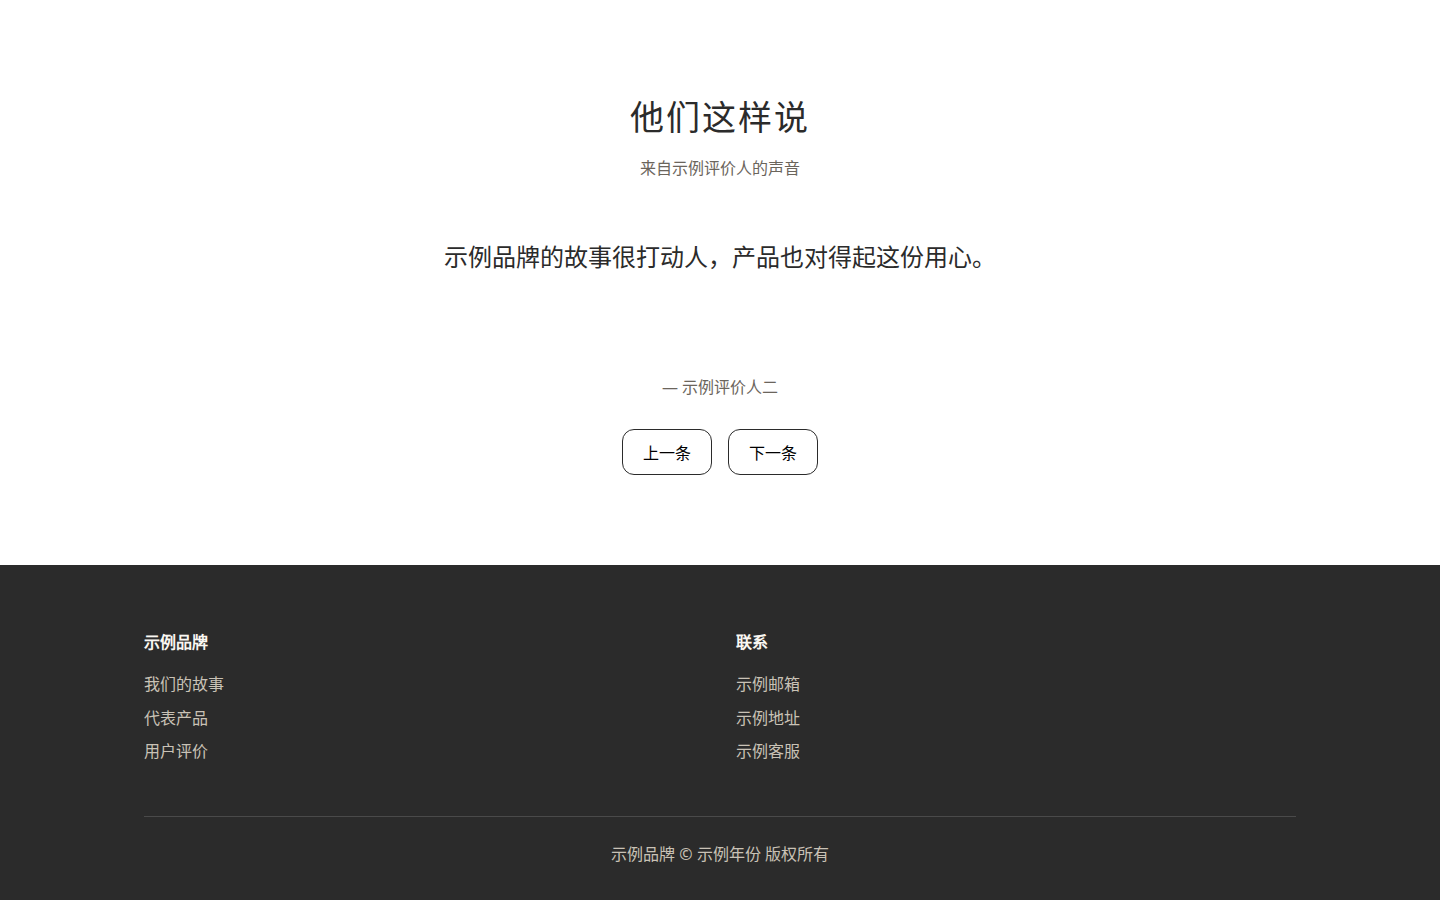 他们这样说
来自示例评价人的声音
示例品牌的故事很打动人，产品也对得起这份用心。
— 示例评价人二
上一条
下一条
示例品牌
我们的故事
代表产品
用户评价
联系
示例邮箱
示例地址
示例客服
示例品牌 © 示例年份 版权所有